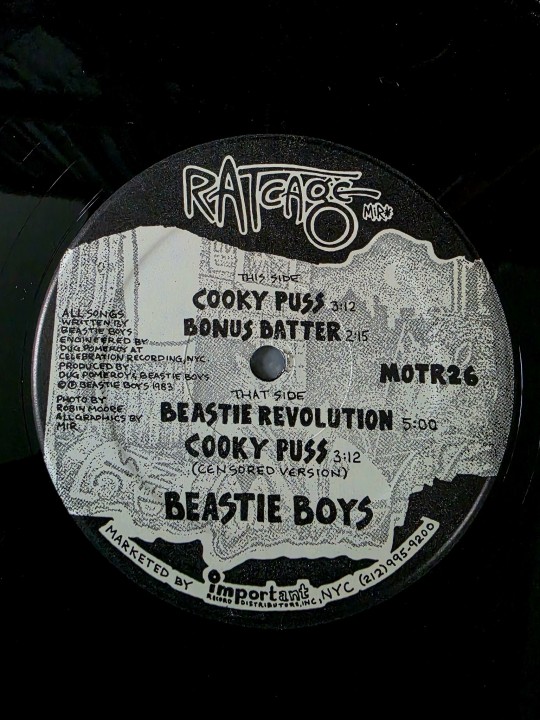 RATCAGE
MIR*
THIS SIDE
COOKY PUSS 3:12
BONUS BATTER 2:15
ALL SONGS
WRITTEN BY
BEASTIE BOYS
ENGINEERED BY
DUG POMEROY AT
CELEBRATION RECORDING, NYC.
PRODUCED BY
DUG POMEROY & BEASTIE BOYS
©℗ BEASTIE BOYS 1983
PHOTO BY
ROBIN MOORE
ALL GRAPHICS BY
MIR.
MOTR26
THAT SIDE
BEASTIE REVOLUTION 5:00
COOKY PUSS 3:12
(CENSORED VERSION)
BEASTIE BOYS
MARKETED BY important NYC (212) 995-9200
RECORD DISTRIBUTORS, INC,